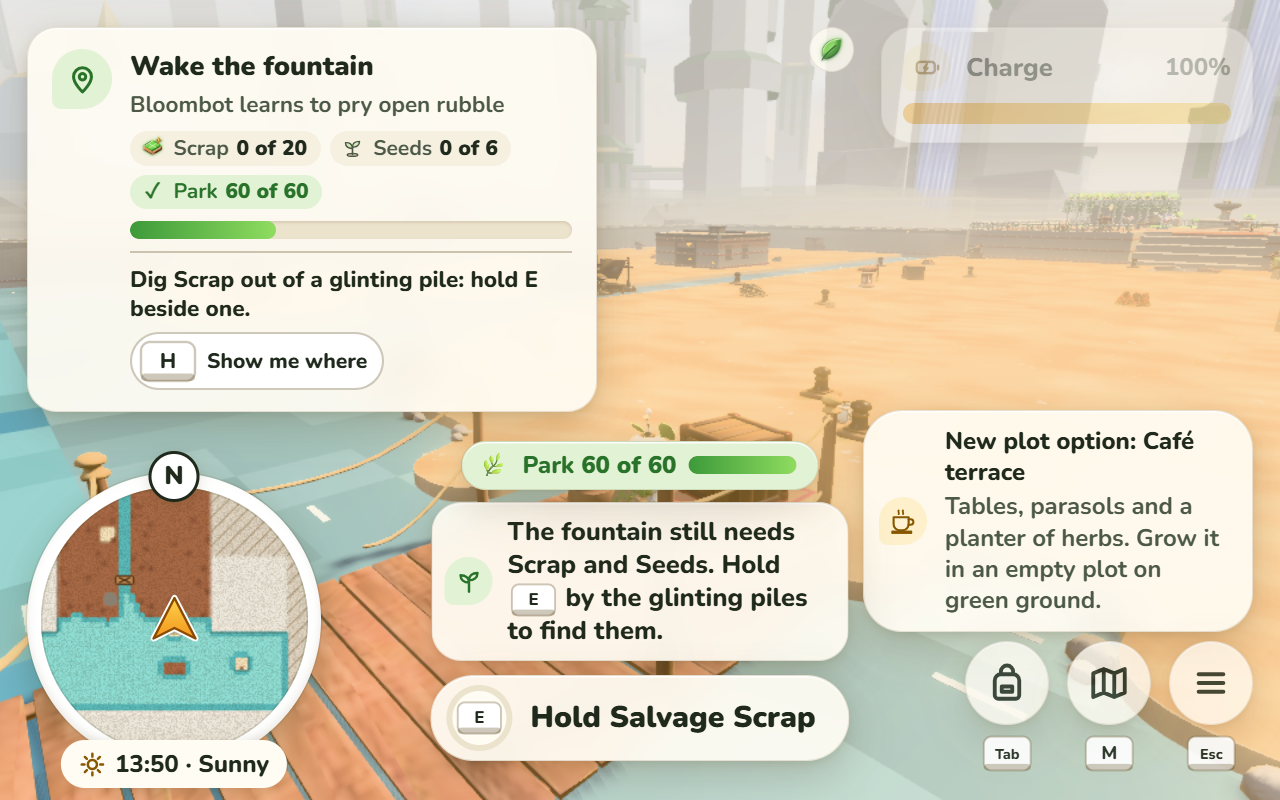 Wake the fountain
Bloombot learns to pry open rubble
Scrap 0 of 20
Seeds 0 of 6
Park 60 of 60
Dig Scrap out of a glinting pile: hold E
beside one.
H Show me where
Charge 100%
N
13:50 · Sunny
Park 60 of 60
The fountain still needs
Scrap and Seeds. Hold
E by the glinting piles
to find them.
E Hold Salvage Scrap
New plot option: Café
terrace
Tables, parasols and a
planter of herbs. Grow it
in an empty plot on
green ground.
Tab
M
Esc